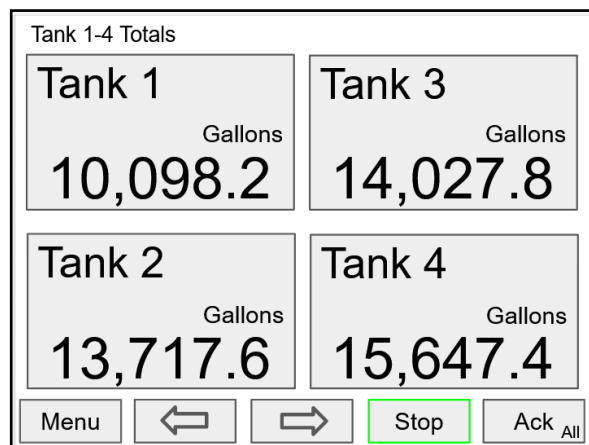 Tank 1-4 Totals
Tank 1
Gallons
10,098.2
Tank 3
Gallons
14,027.8
Tank 2
Gallons
13,717.6
Tank 4
Gallons
15,647.4
Menu
Stop
Ack All